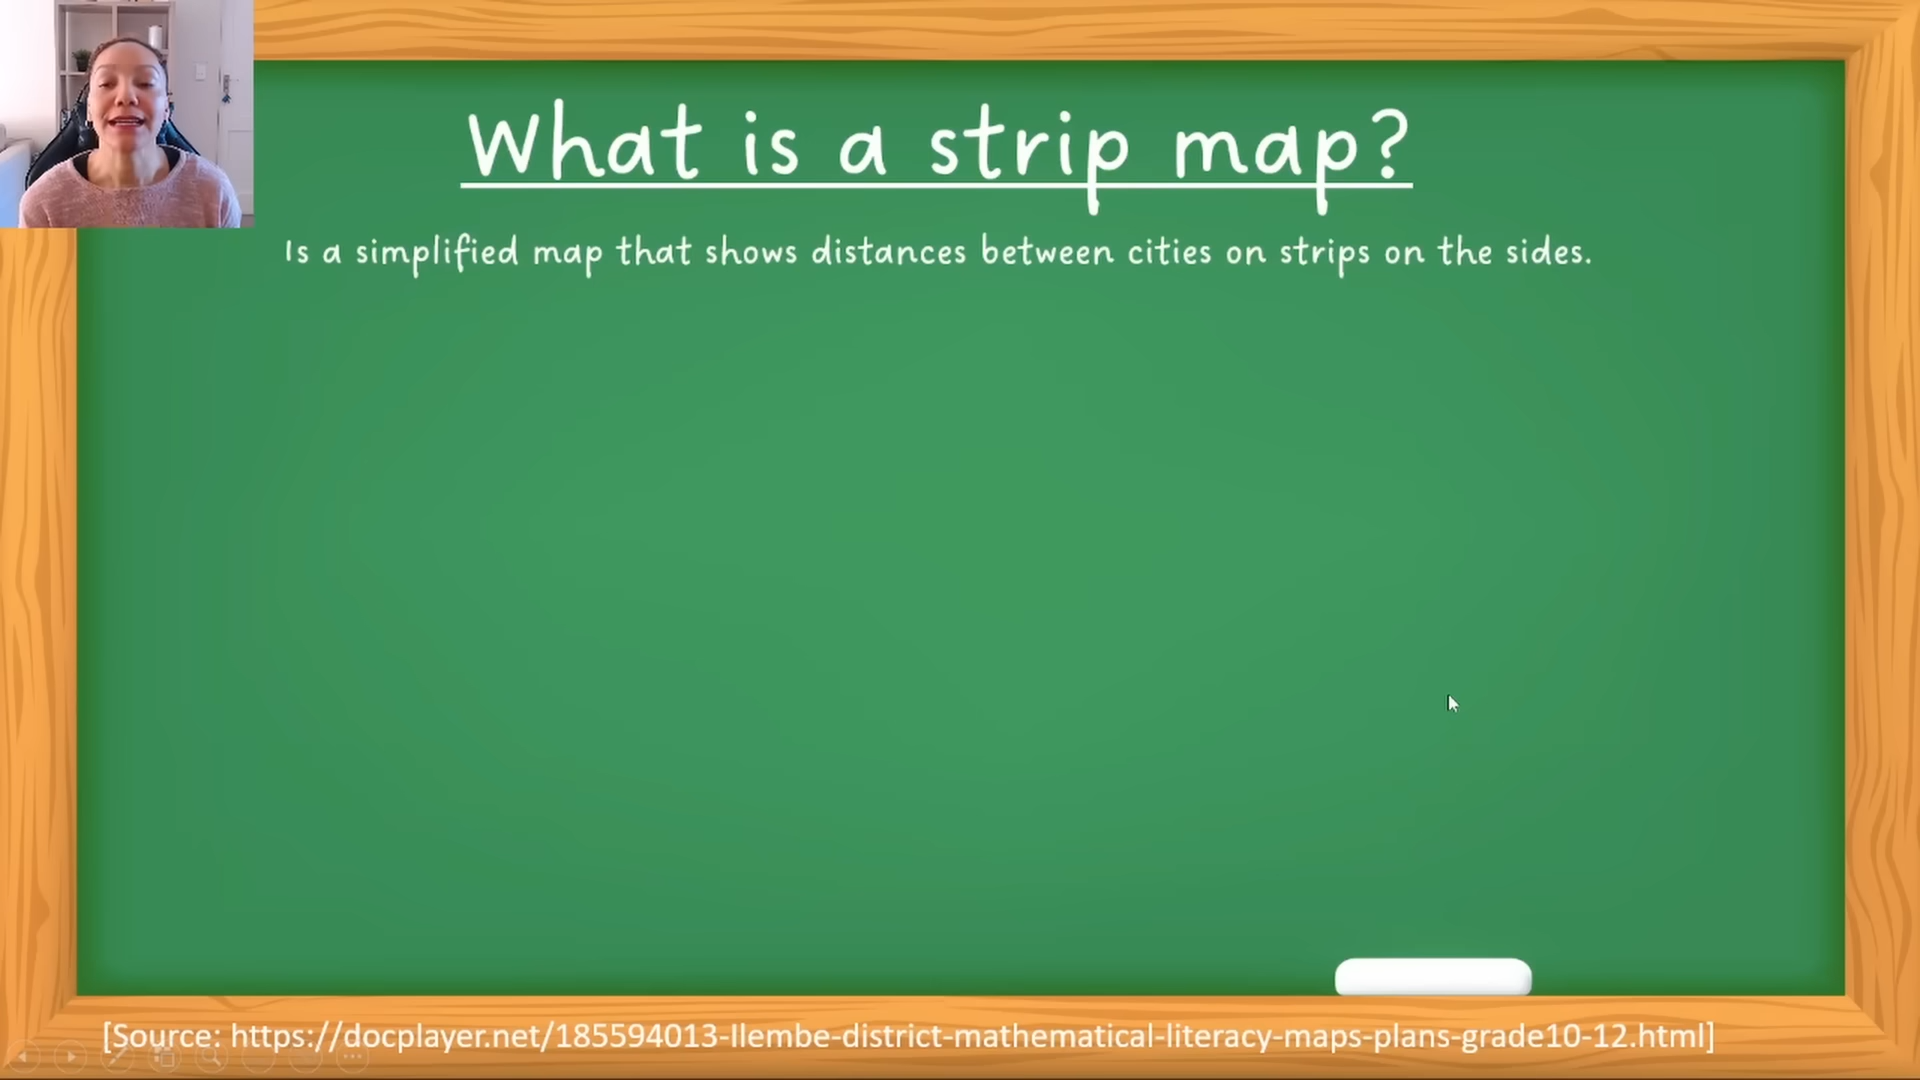 What is a strip map?
Is a simplified map that shows distances between cities on strips on the sides.
[Source: https://docplayer.net/185594013-Ilembe-district-mathematical-literacy-maps-plans-grade10-12.html]